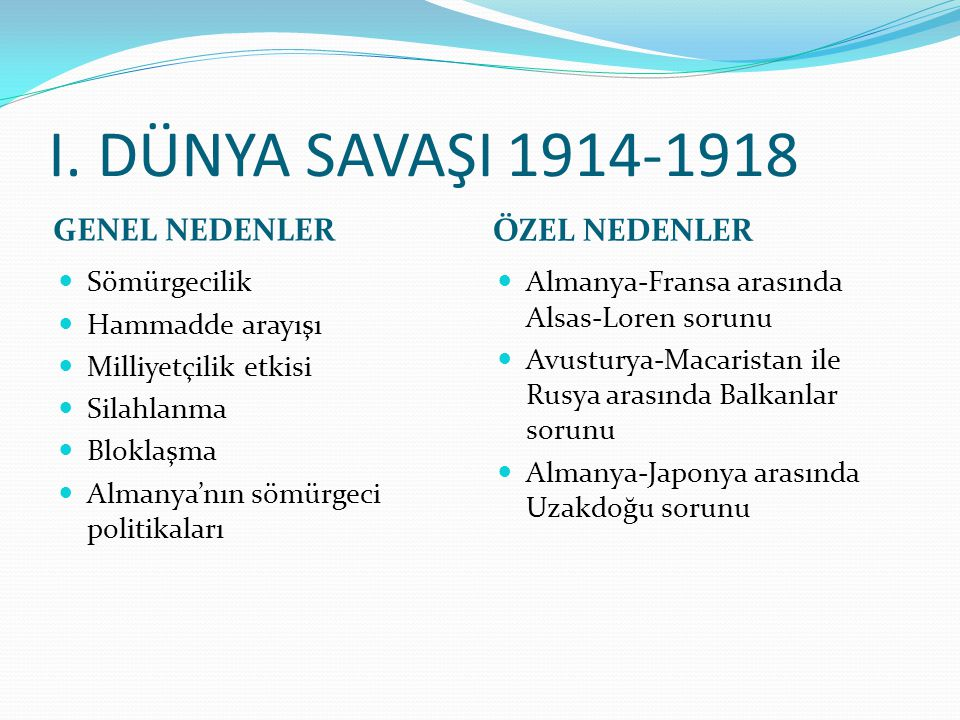 I. DÜNYA SAVAŞI 1914-1918
GENEL NEDENLER
Sömürgecilik
Hammadde arayışı
Milliyetçilik etkisi
Silahlanma
Bloklaşma
Almanya’nın sömürgeci
politikaları
ÖZEL NEDENLER
Almanya-Fransa arasında
Alsas-Loren sorunu
Avusturya-Macaristan ile
Rusya arasında Balkanlar
sorunu
Almanya-Japonya arasında
Uzakdoğu sorunu